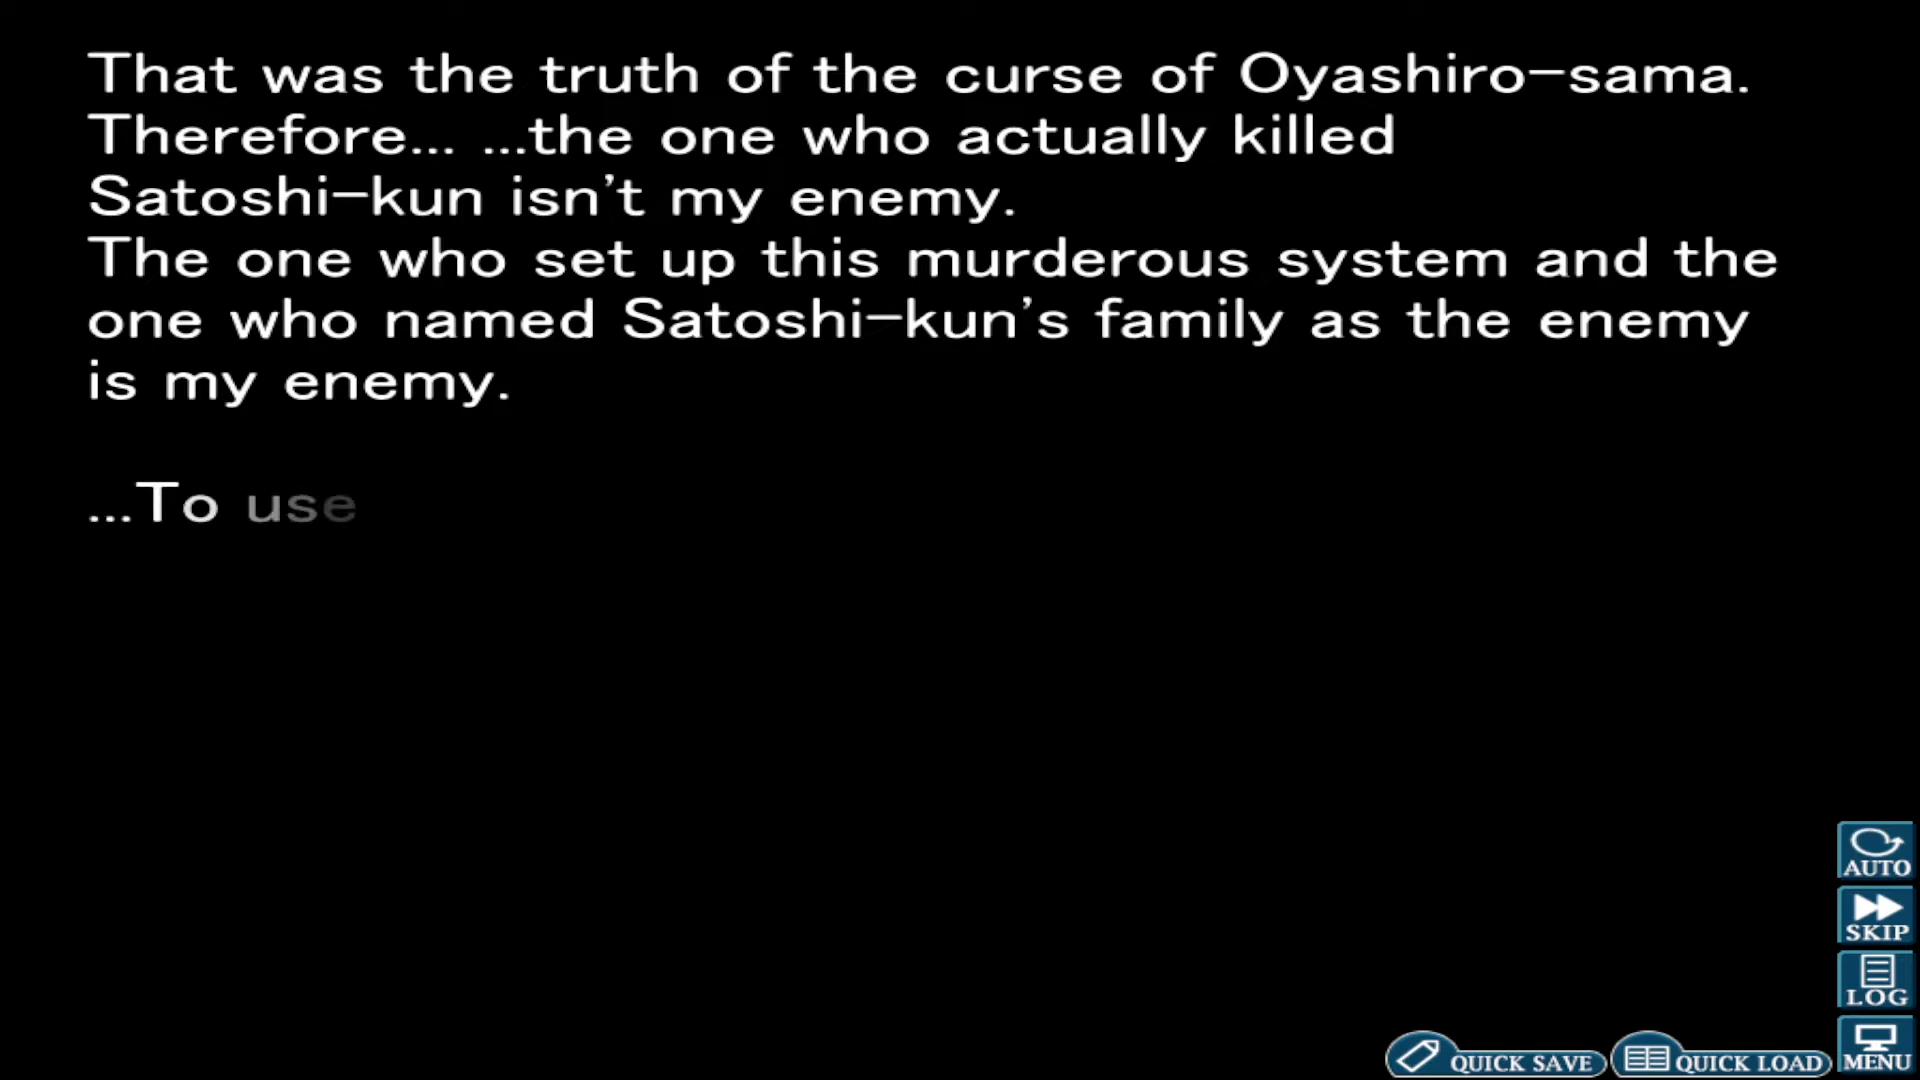 That was the truth of the curse of Oyashiro-sama.
Therefore... ...the one who actually killed
Satoshi-kun isn't my enemy.
The one who set up this murderous system and the
one who named Satoshi-kun's family as the enemy
is my enemy.
...To use
AUTO
SKIP
LOG
MENU
QUICK SAVE
QUICK LOAD